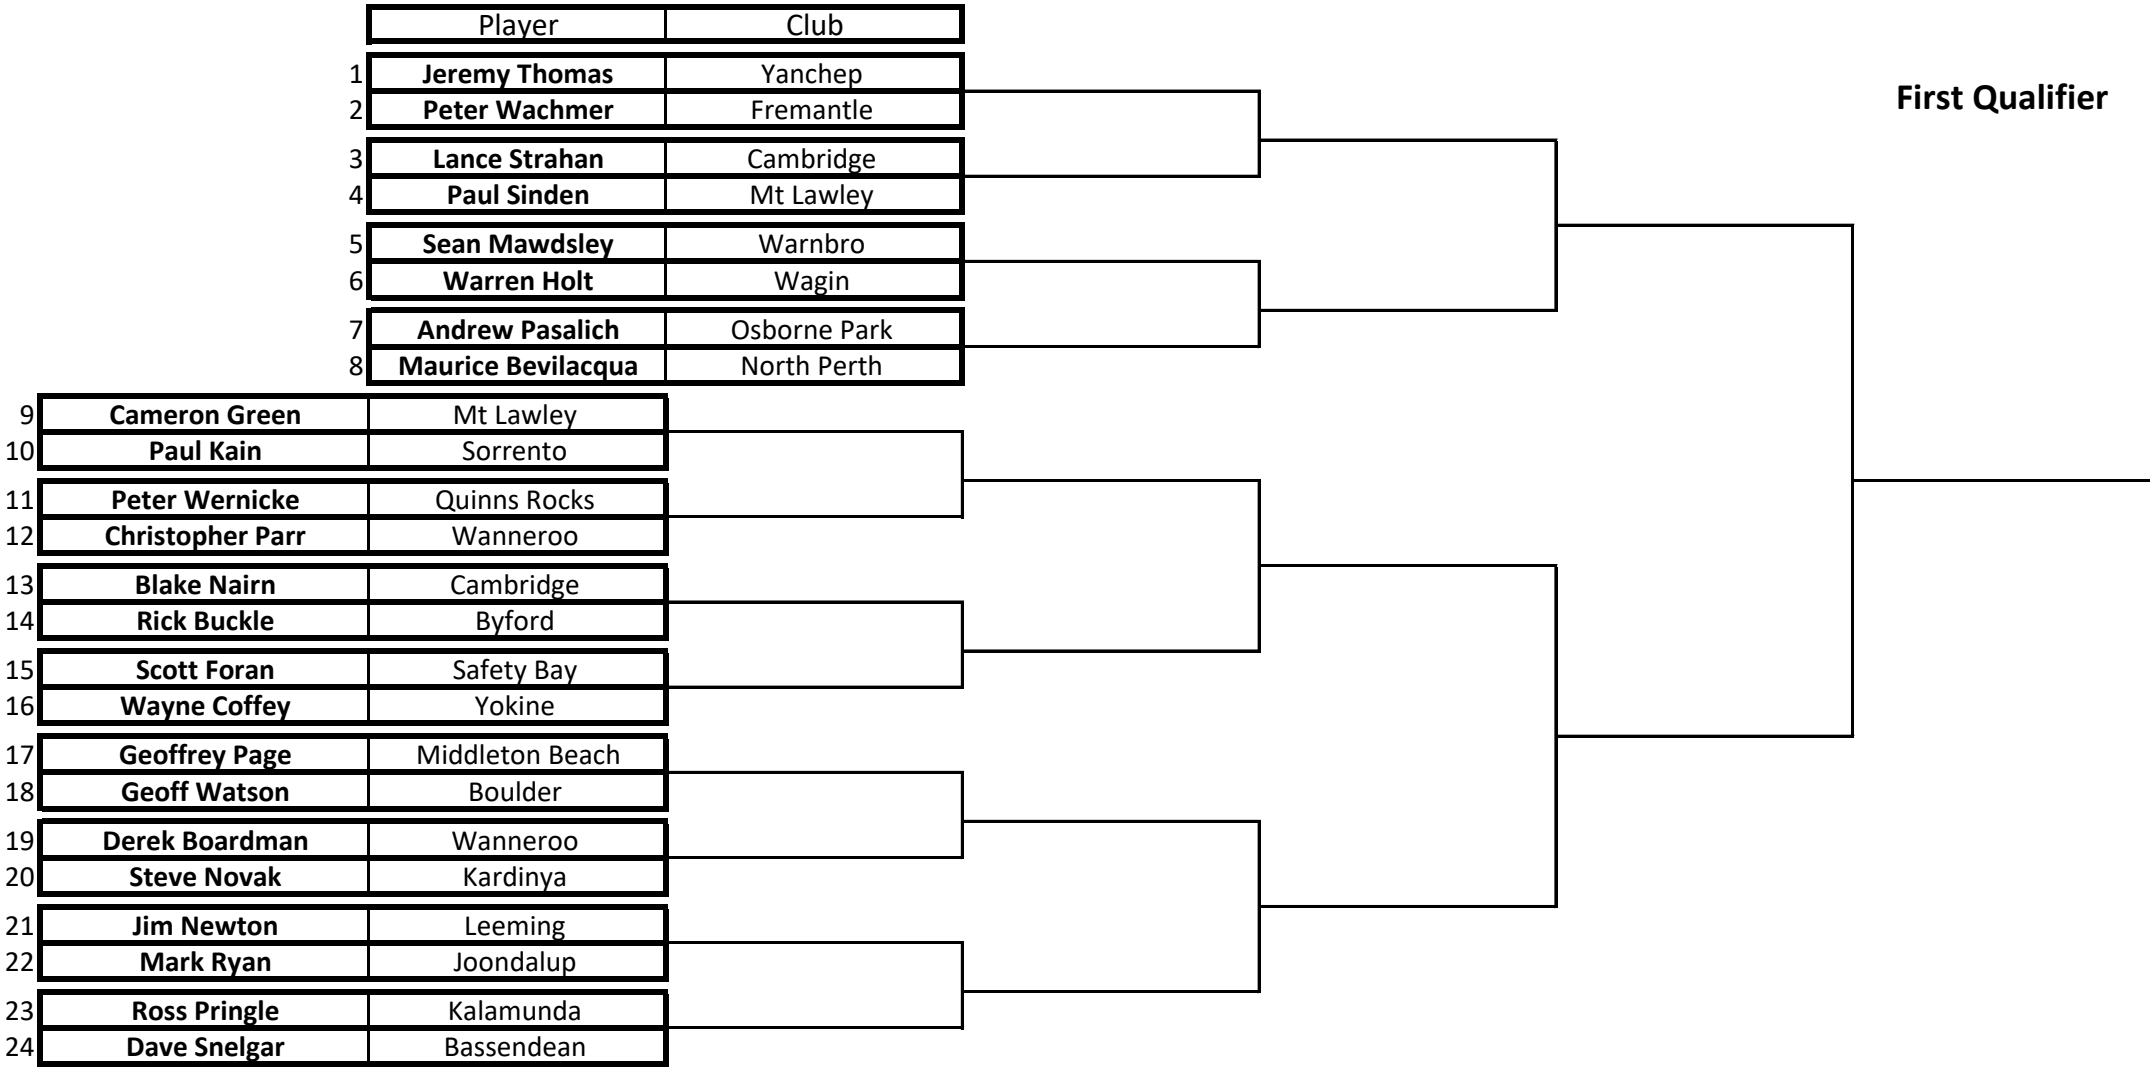 Player Club
1 Jeremy Thomas Yanchep
First Qualifier
2 Peter Wachmer Fremantle
3 Lance Strahan Cambridge
4 Paul Sinden Mt Lawley
5 Sean Mawdsley Warnbro
6 Warren Holt Wagin
7 Andrew Pasalich Osborne Park
8 Maurice Bevilacqua North Perth
9 Cameron Green Mt Lawley
10 Paul Kain Sorrento
11 Peter Wernicke Quinns Rocks
12 Christopher Parr Wanneroo
13 Blake Nairn Cambridge
14 Rick Buckle Byford
15 Scott Foran Safety Bay
16 Wayne Coffey Yokine
17 Geoffrey Page Middleton Beach
18 Geoff Watson Boulder
19 Derek Boardman Wanneroo
20 Steve Novak Kardinya
21 Jim Newton Leeming
22 Mark Ryan Joondalup
23 Ross Pringle Kalamunda
24 Dave Snelgar Bassendean